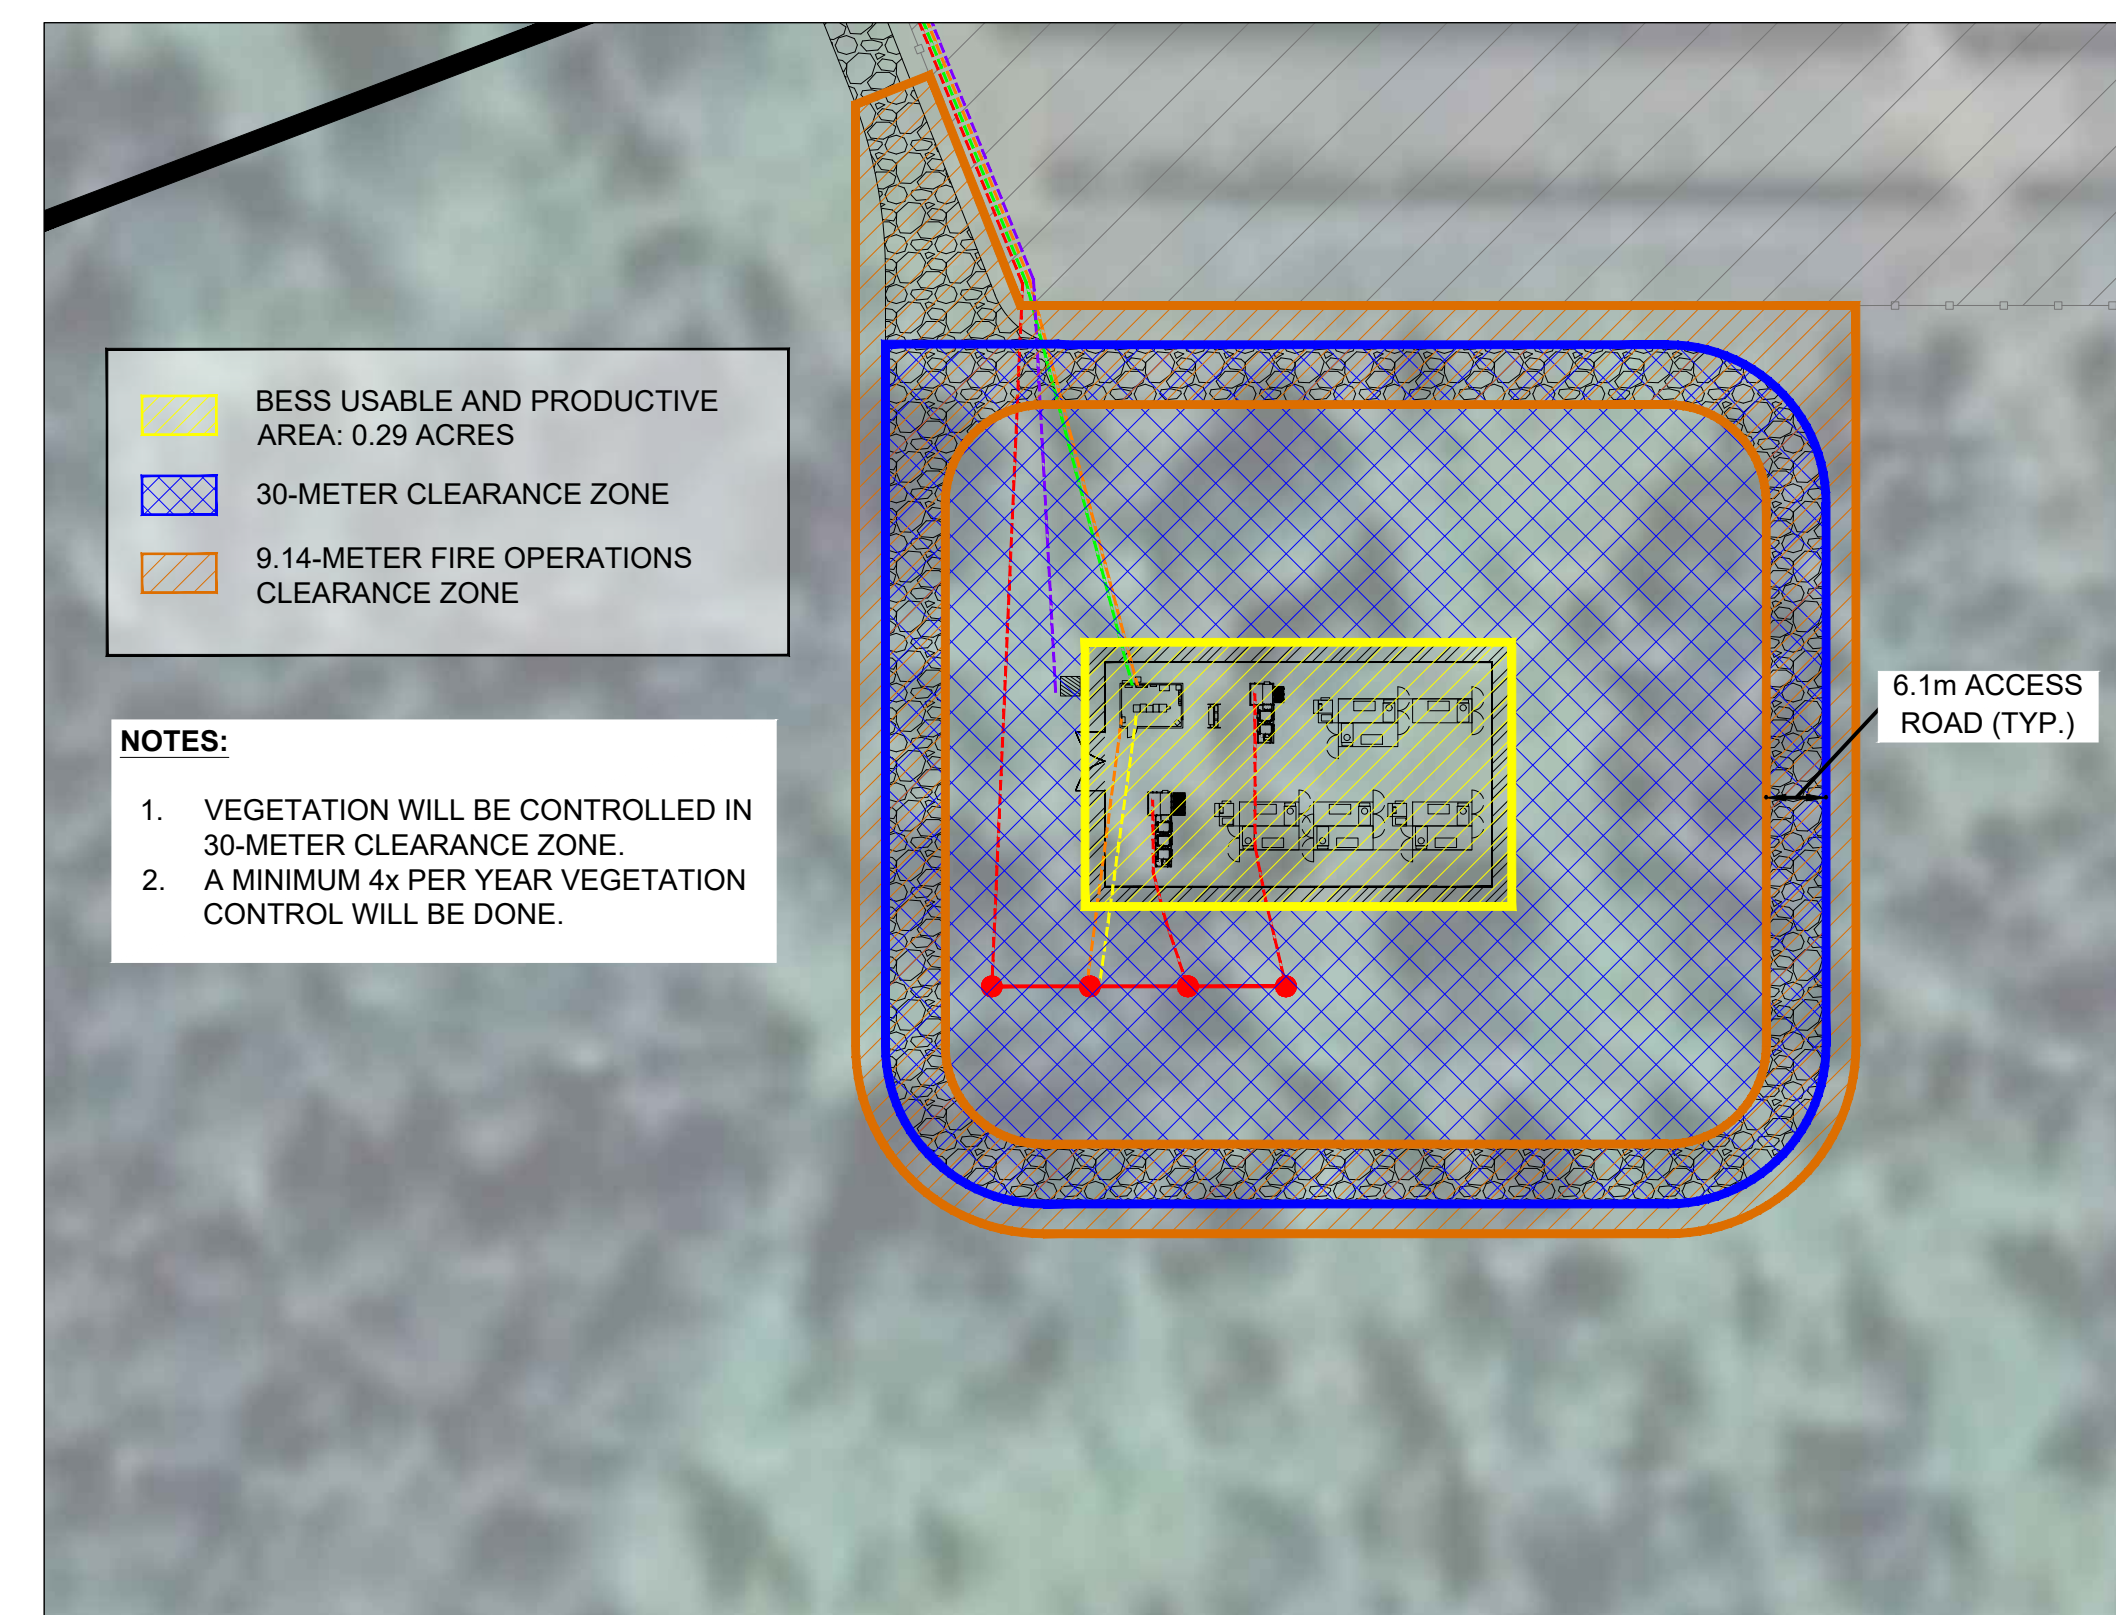 BESS USABLE AND PRODUCTIVE
AREA: 0.29 ACRES
30-METER CLEARANCE ZONE
9.14-METER FIRE OPERATIONS
CLEARANCE ZONE
NOTES:
1. VEGETATION WILL BE CONTROLLED IN
30-METER CLEARANCE ZONE.
2. A MINIMUM 4x PER YEAR VEGETATION
CONTROL WILL BE DONE.
6.1m ACCESS
ROAD (TYP.)